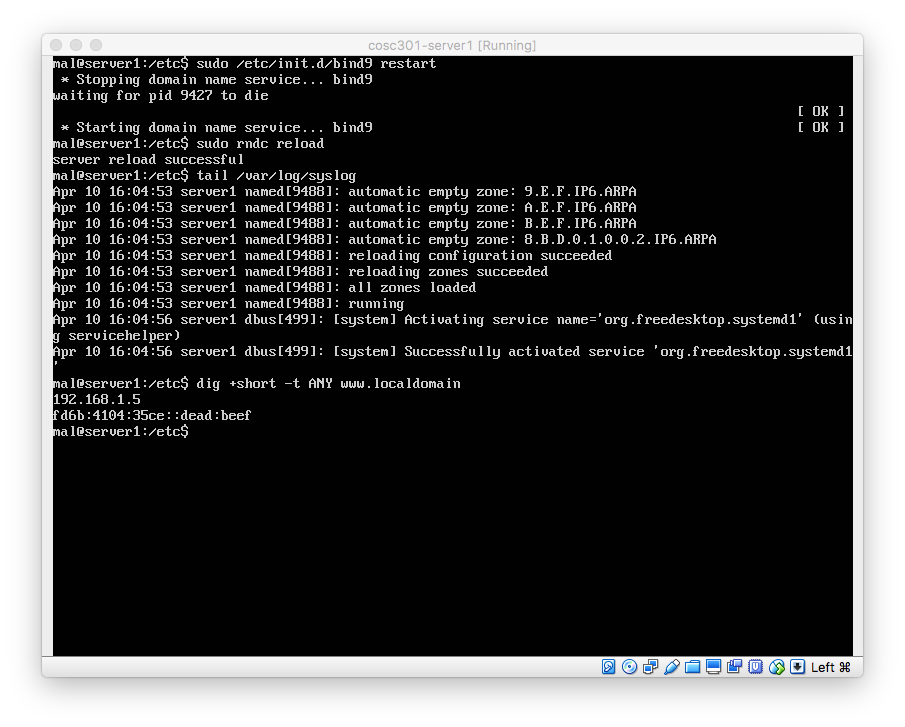 cosc301-server1 [Running]
mal@server1:/etc$ sudo /etc/init.d/bind9 restart
 * Stopping domain name service... bind9
waiting for pid 9427 to die
[ OK ]
 * Starting domain name service... bind9 [ OK ]
mal@server1:/etc$ sudo rndc reload
server reload successful
mal@server1:/etc$ tail /var/log/syslog
Apr 10 16:04:53 server1 named[9488]: automatic empty zone: 9.E.F.IP6.ARPA
Apr 10 16:04:53 server1 named[9488]: automatic empty zone: A.E.F.IP6.ARPA
Apr 10 16:04:53 server1 named[9488]: automatic empty zone: B.E.F.IP6.ARPA
Apr 10 16:04:53 server1 named[9488]: automatic empty zone: 8.B.D.0.1.0.0.2.IP6.ARPA
Apr 10 16:04:53 server1 named[9488]: reloading configuration succeeded
Apr 10 16:04:53 server1 named[9488]: reloading zones succeeded
Apr 10 16:04:53 server1 named[9488]: all zones loaded
Apr 10 16:04:53 server1 named[9488]: running
Apr 10 16:04:56 server1 dbus[499]: [system] Activating service name='org.freedesktop.systemd1' (usin
g servicehelper)
Apr 10 16:04:56 server1 dbus[499]: [system] Successfully activated service 'org.freedesktop.systemd1
'
mal@server1:/etc$ dig +short -t ANY www.localdomain
192.168.1.5
fd6b:4104:35ce::dead:beef
mal@server1:/etc$
Left ⌘